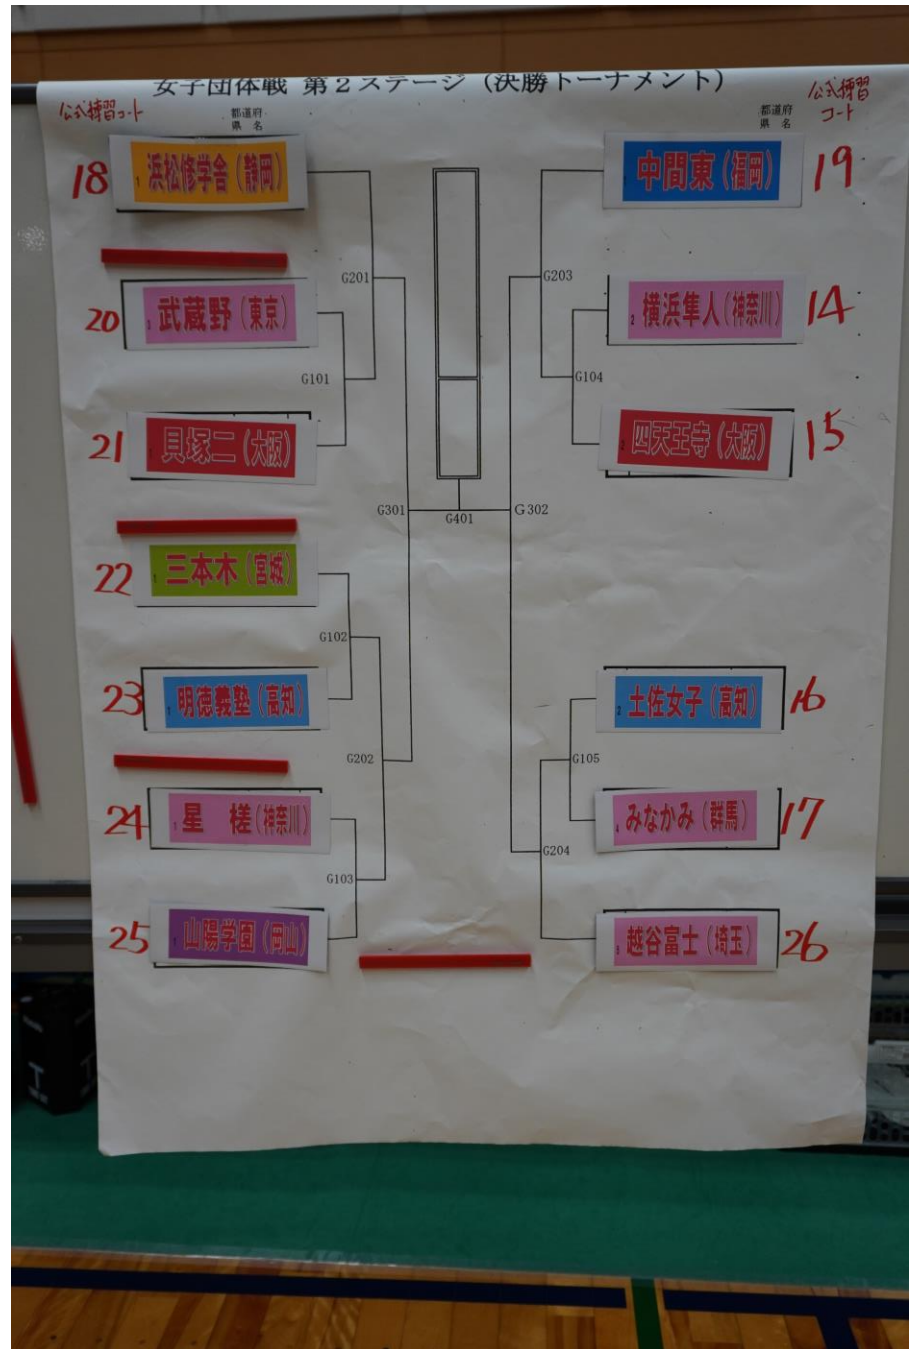 女子団体戦 第2ステージ（決勝トーナメント）
公式練習コート
都道府
県 名
都道府
県 名
公式練習
コート
18 浜松修学舎（静岡）
20 武蔵野（東京）
21 貝塚二（大阪）
22 三本木（宮城）
23 明徳義塾（高知）
24 星 槎（神奈川）
25 山陽学園（岡山）
G201
G101
G301
G102
G202
G103
G401
G203
G104
G302
G105
G204
中間東（福岡） 19
横浜隼人（神奈川） 14
四天王寺（大阪） 15
土佐女子（高知） 16
みなかみ（群馬） 17
越谷富士（埼玉） 26